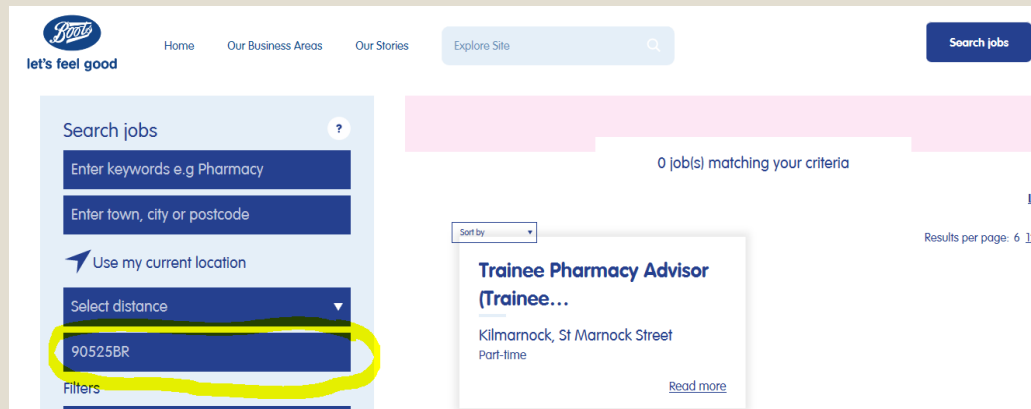 Boots
let's feel good
Home
Our Business Areas
Our Stories
Explore Site
Search jobs
Search jobs
?
Enter keywords e.g Pharmacy
Enter town, city or postcode
Use my current location
Select distance
90525BR
Filters
0 job(s) matching your criteria
Sort by
Results per page: 6
Trainee Pharmacy Advisor
(Trainee...
Kilmarnock, St Marnock Street
Part-time
Read more